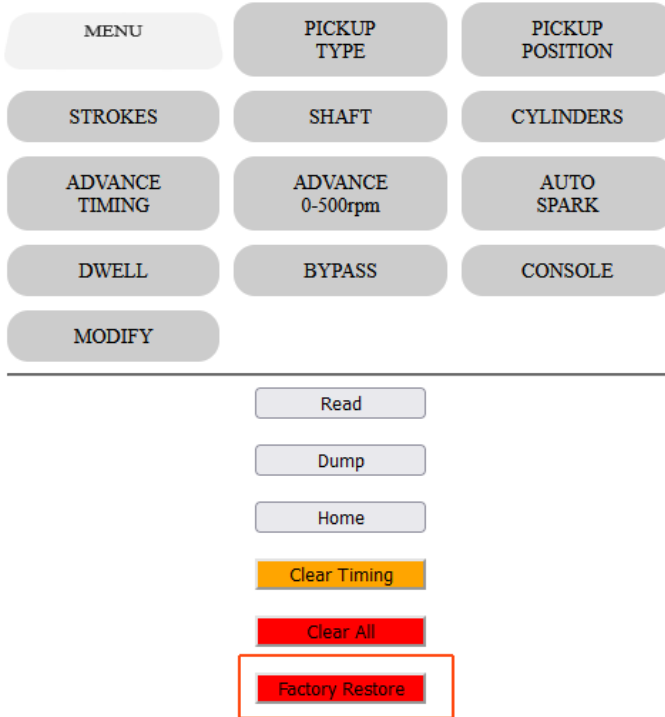 MENU
PICKUP
TYPE
PICKUP
POSITION
STROKES
SHAFT
CYLINDERS
ADVANCE
TIMING
ADVANCE
0-500rpm
AUTO
SPARK
DWELL
BYPASS
CONSOLE
MODIFY
Read
Dump
Home
Clear Timing
Clear All
Factory Restore